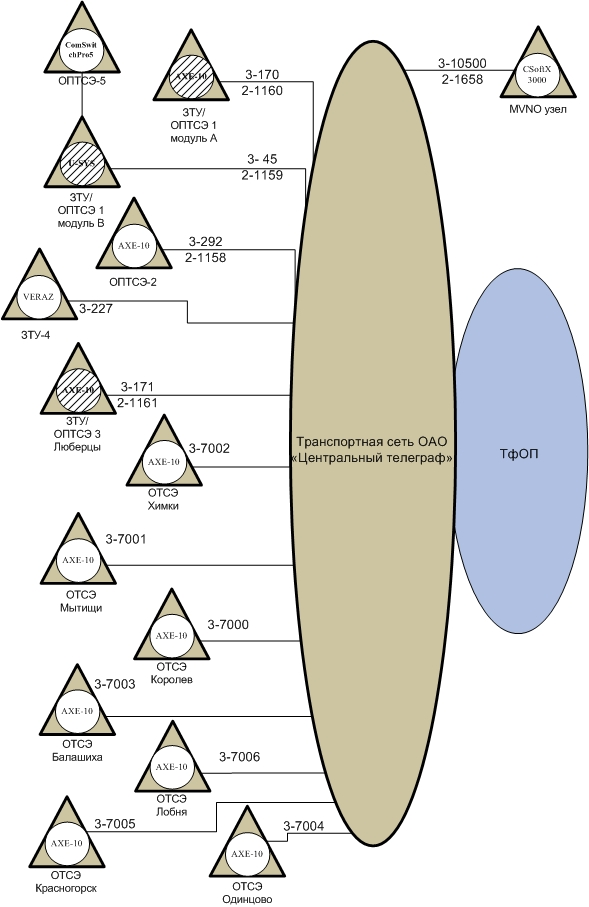 ComSwit
chPro5
ОПТСЭ-5
AXE-10
3-170
2-1160
ЗТУ/
ОПТСЭ 1
модуль А
3-10500
2-1658
CSoftX
3000
MVNO узел
U-SYS
3- 45
2-1159
ЗТУ/
ОПТСЭ 1
модуль В
AXE-10
3-292
2-1158
ОПТСЭ-2
VERAZ
3-227
ЗТУ-4
AXE-10
3-171
2-1161
ЗТУ/
ОПТСЭ 3
Люберцы
Транспортная сеть ОАО
«Центральный телеграф»
ТфОП
3-7002
AXE-10
ОТСЭ
Химки
3-7001
AXE-10
ОТСЭ
Мытищи
3-7000
AXE-10
ОТСЭ
Королев
3-7003
AXE-10
ОТСЭ
Балашиха
3-7006
AXE-10
ОТСЭ
Лобня
3-7005
AXE-10
ОТСЭ
Красногорск
3-7004
AXE-10
ОТСЭ
Одинцово